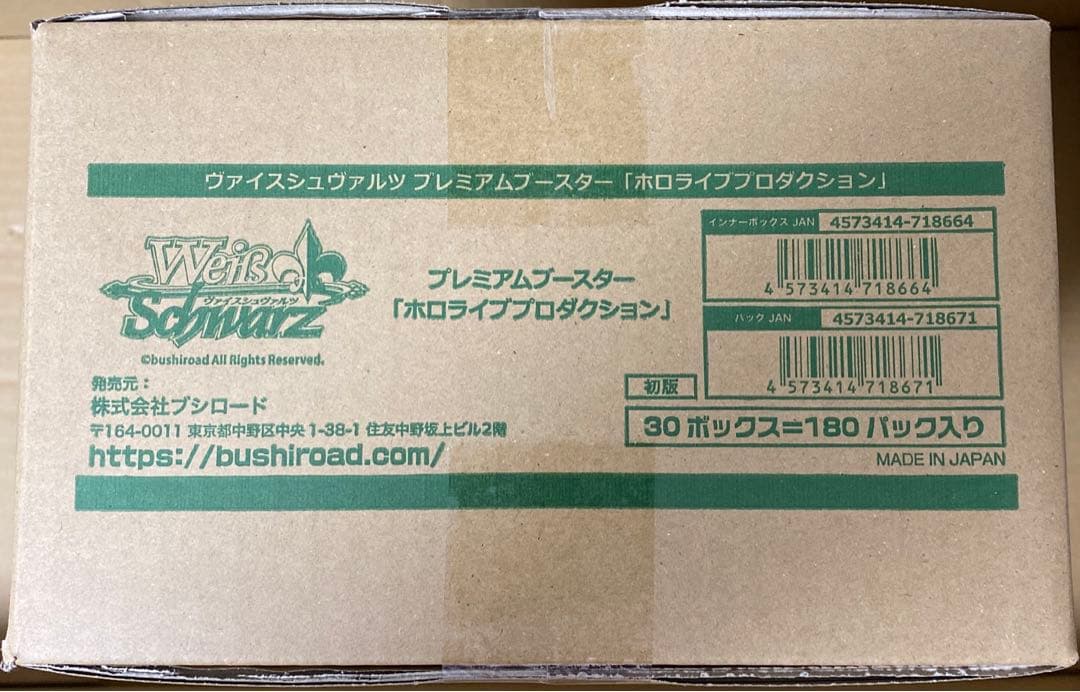 ヴァイスシュヴァルツ プレミアムブースター「ホロライブプロダクション」
Weiß
ヴァイスシュヴァルツ
Schwarz
©bushiroad All Rights Reserved.
プレミアムブースター
「ホロライブプロダクション」
インナーボックス JAN 4573414-718664
4 573414 718664
パック JAN 4573414-718671
4 573414 718671
発売元：
株式会社ブシロード
〒164-0011 東京都中野区中央1-38-1 住友中野坂上ビル2階
https://bushiroad.com/
初版
30ボックス=180パック入り
MADE IN JAPAN